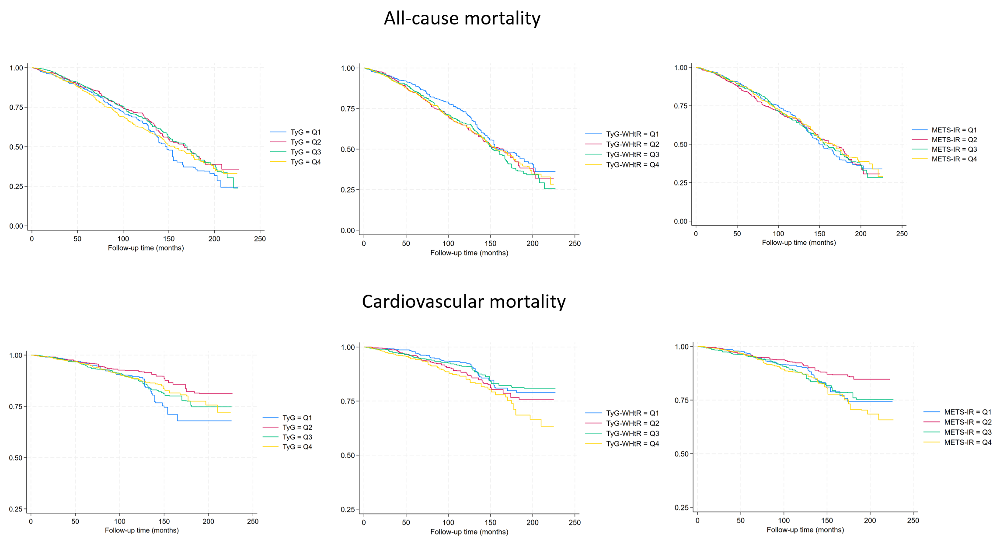 All-cause mortality
1.00
0.75
0.50
0.25
0.00
0 50 100 150 200 250
Follow-up time (months)
TyG = Q1
TyG = Q2
TyG = Q3
TyG = Q4
1.00
0.75
0.50
0.25
0.00
0 50 100 150 200 250
Follow-up time (months)
TyG-WHtR = Q1
TyG-WHtR = Q2
TyG-WHtR = Q3
TyG-WHtR = Q4
1.00
0.75
0.50
0.25
0.00
0 50 100 150 200 250
Follow-up time (months)
METS-IR = Q1
METS-IR = Q2
METS-IR = Q3
METS-IR = Q4
Cardiovascular mortality
1.00
0.75
0.50
0.25
0 50 100 150 200 250
Follow-up time (months)
TyG = Q1
TyG = Q2
TyG = Q3
TyG = Q4
1.00
0.75
0.50
0.25
0 50 100 150 200 250
Follow-up time (months)
TyG-WHtR = Q1
TyG-WHtR = Q2
TyG-WHtR = Q3
TyG-WHtR = Q4
1.00
0.75
0.50
0.25
0 50 100 150 200 250
Follow-up time (months)
METS-IR = Q1
METS-IR = Q2
METS-IR = Q3
METS-IR = Q4